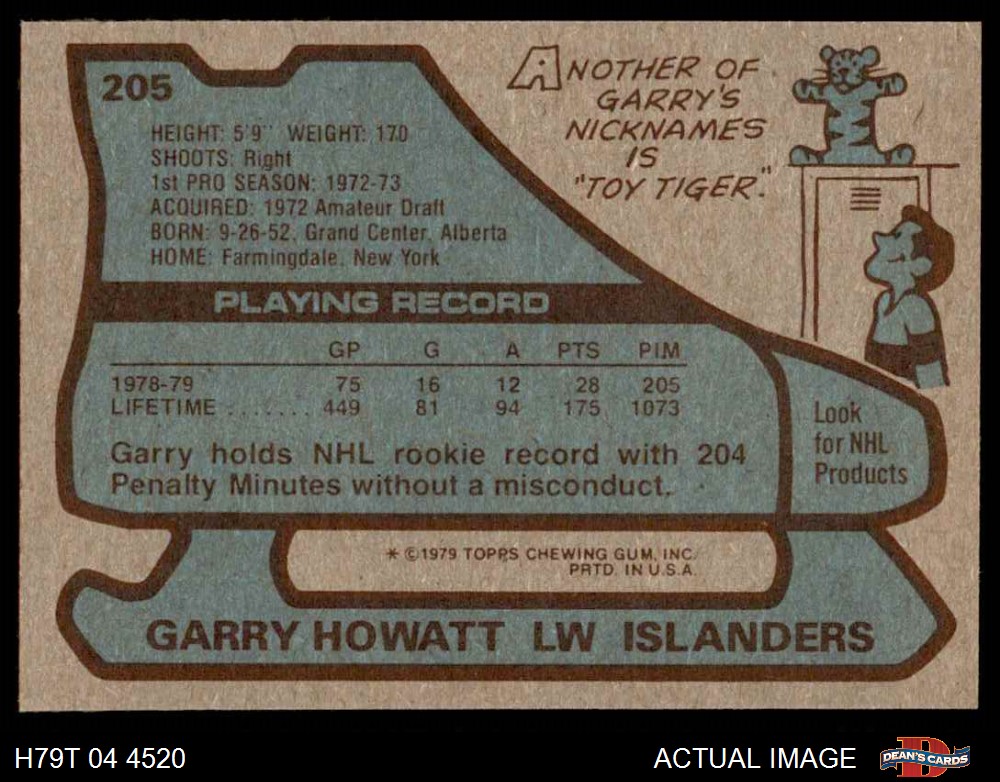 205
HEIGHT: 5'9" WEIGHT: 170
SHOOTS: Right
1st PRO SEASON: 1972-73
ACQUIRED: 1972 Amateur Draft
BORN: 9-26-52, Grand Center, Alberta
HOME: Farmingdale, New York
ANOTHER OF
GARRY'S
NICKNAMES
IS
"TOY TIGER."
PLAYING RECORD
GP G A PTS PIM
1978-79 75 16 12 28 205
LIFETIME ....... 449 81 94 175 1073
Garry holds NHL rookie record with 204
Penalty Minutes without a misconduct.
Look
for NHL
Products
* ©1979 TOPPS CHEWING GUM, INC.
PRTD. IN U.S.A.
GARRY HOWATT LW ISLANDERS
H79T 04 4520
ACTUAL IMAGE
DEAN'S CARDS